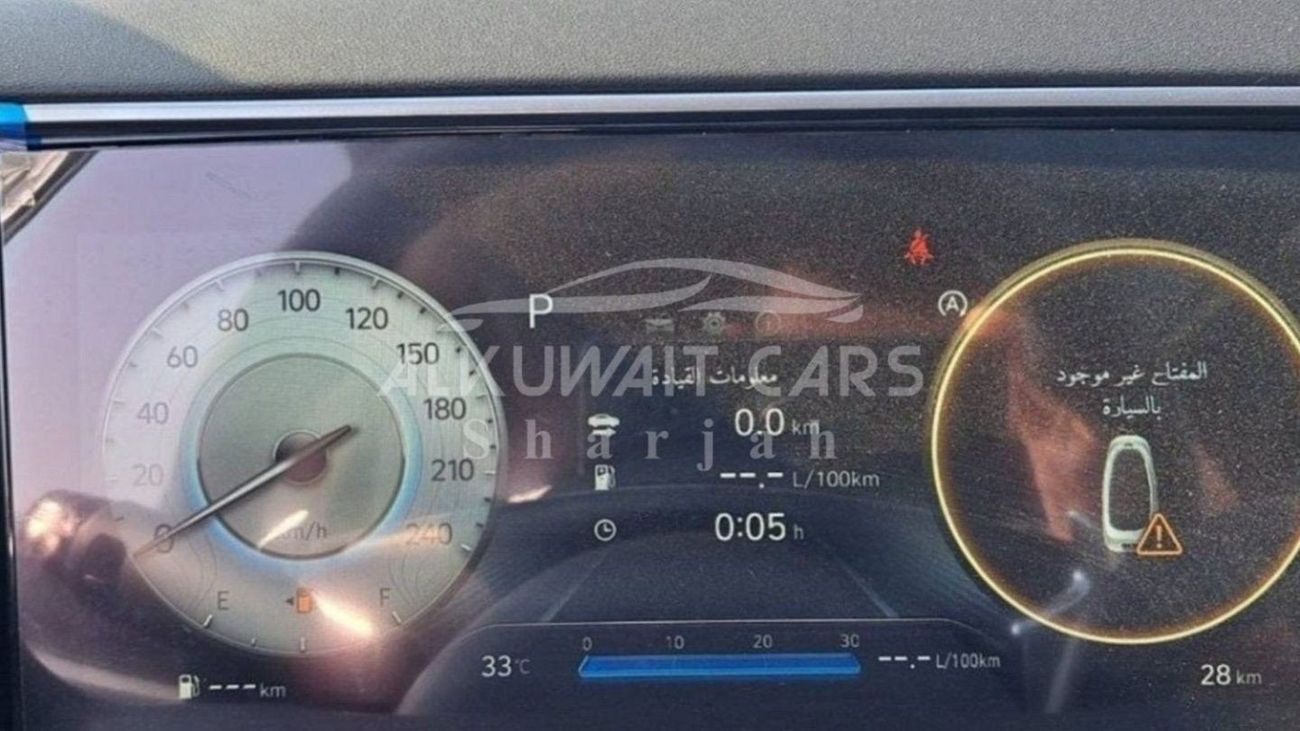 100
80
120
60
150
40
180
20
210
0
240
km/h
E
F
km
P
A
ALKUWAIT CARS
Sharjah
معلومات القيادة
0.0 km
--.- L/100km
0:05 h
المفتاح غير موجود
بالسيارة
0 10 20 30
33°C
--.- L/100km
--- km
28 km